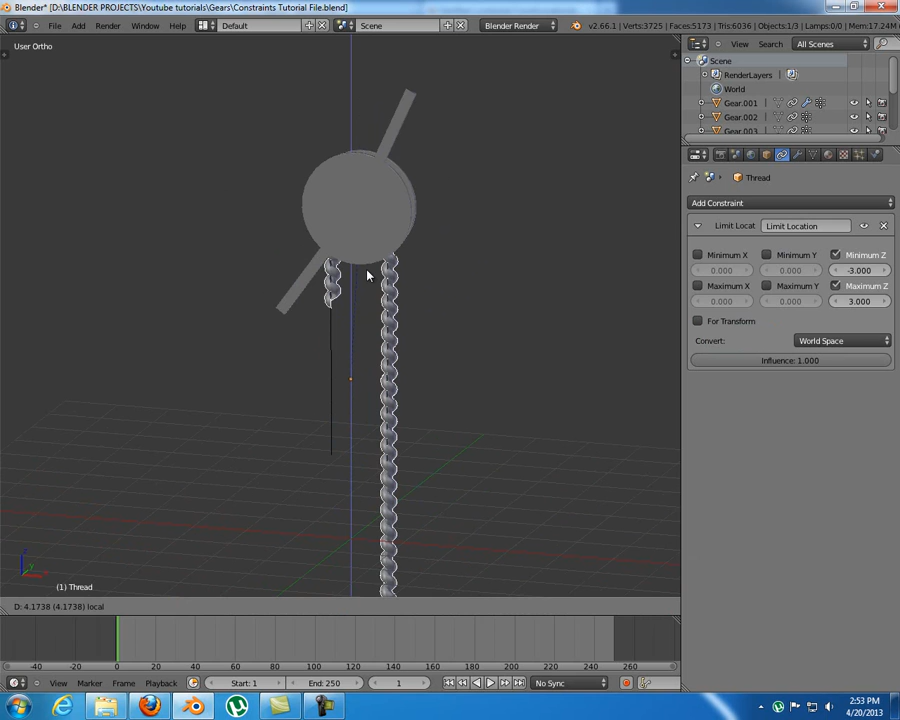 Blender* [D:\BLENDER PROJECTS\Youtube tutorials\Gears\Constraints Tutorial File.blend]
File Add Render Window Help Default Scene Blender Render v2.66.1 | Verts:3725 | Faces:5173 | Tris:6036 | Objects:1/3 | Lamps:0/0 | Mem:17.24M
User Ortho
View Search All Scenes
Scene
RenderLayers
World
Gear.001
Gear.002
Gear.003
Thread
Add Constraint
Limit Locat Limit Location
Minimum X Minimum Y Minimum Z
0.000 0.000 -3.000
Maximum X Maximum Y Maximum Z
0.000 0.000 3.000
For Transform
Convert: World Space
Influence: 1.000
(1) Thread
D: 4.1738 (4.1738) local
-40 -20 0 20 40 60 80 100 120 140 160 180 200 220 240 260
View Marker Frame Playback Start: 1 End: 250 1 No Sync
2:53 PM
4/20/2013